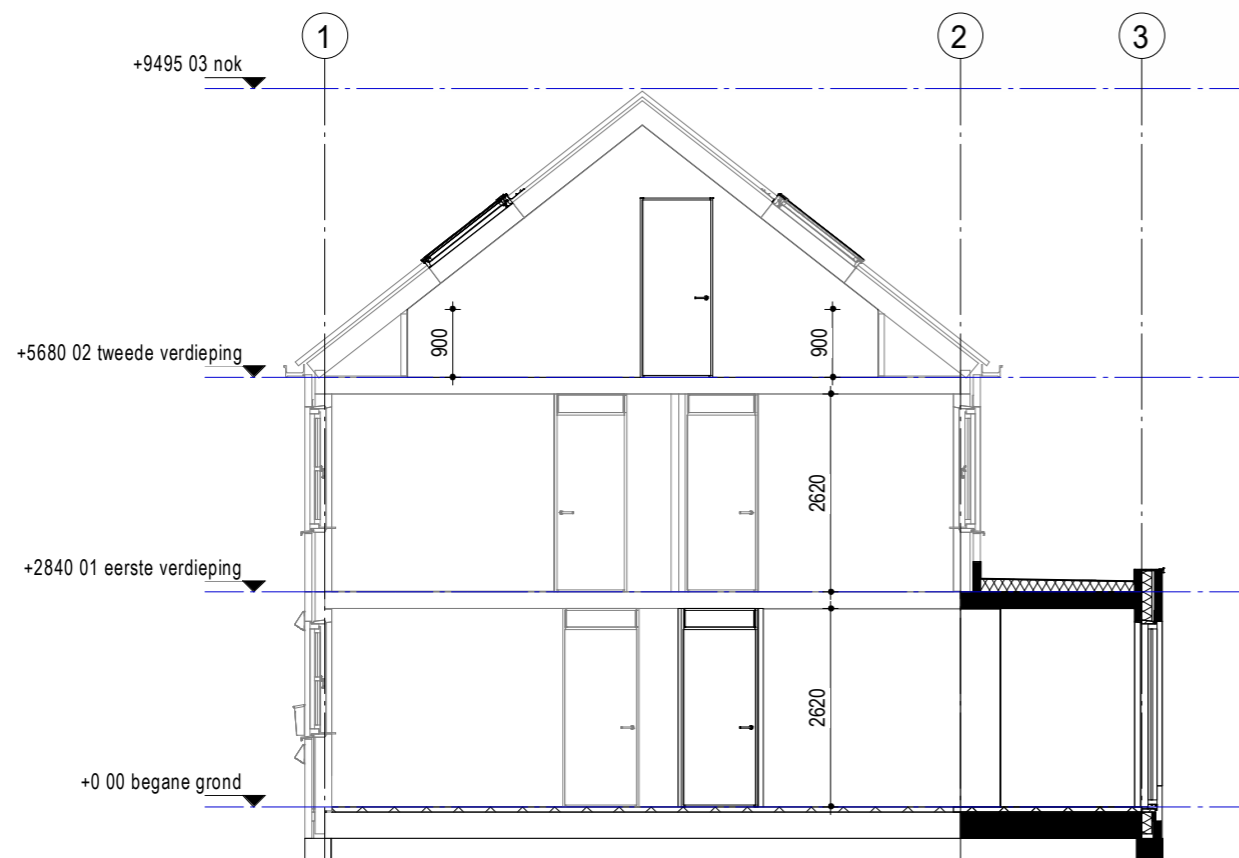 1 2 3
+9495 03 nok
900 900
+5680 02 tweede verdieping
2620
+2840 01 eerste verdieping
2620
+0 00 begane grond